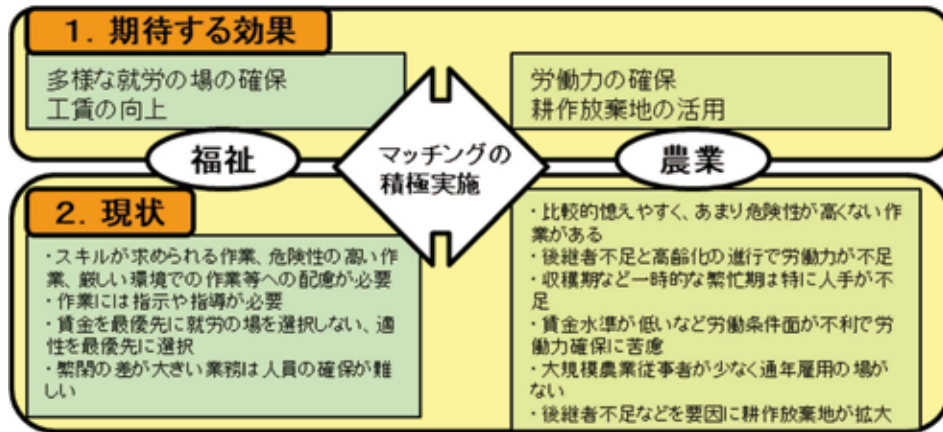 1. 期待する効果
多様な就労の場の確保
工賃の向上
労働力の確保
耕作放棄地の活用
福祉
マッチングの
積極実施
農業
2. 現状
・スキルが求められる作業、危険性の高い作
業、厳しい環境での作業等への配慮が必要
・作業には指示や指導が必要
・賃金を最優先に就労の場を選択しない、適
性を最優先に選択
・繁閑の差が大きい業務は人員の確保が難
しい
・比較的憶えやすく、あまり危険性が高くない作
業がある
・後継者不足と高齢化の進行で労働力が不足
・収穫期など一時的な繁忙期は特に人手が不
足
・賃金水準が低いなど労働条件面が不利で労
働力確保に苦慮
・大規模農業従事者が少なく通年雇用の場が
ない
・後継者不足などを要因に耕作放棄地が拡大